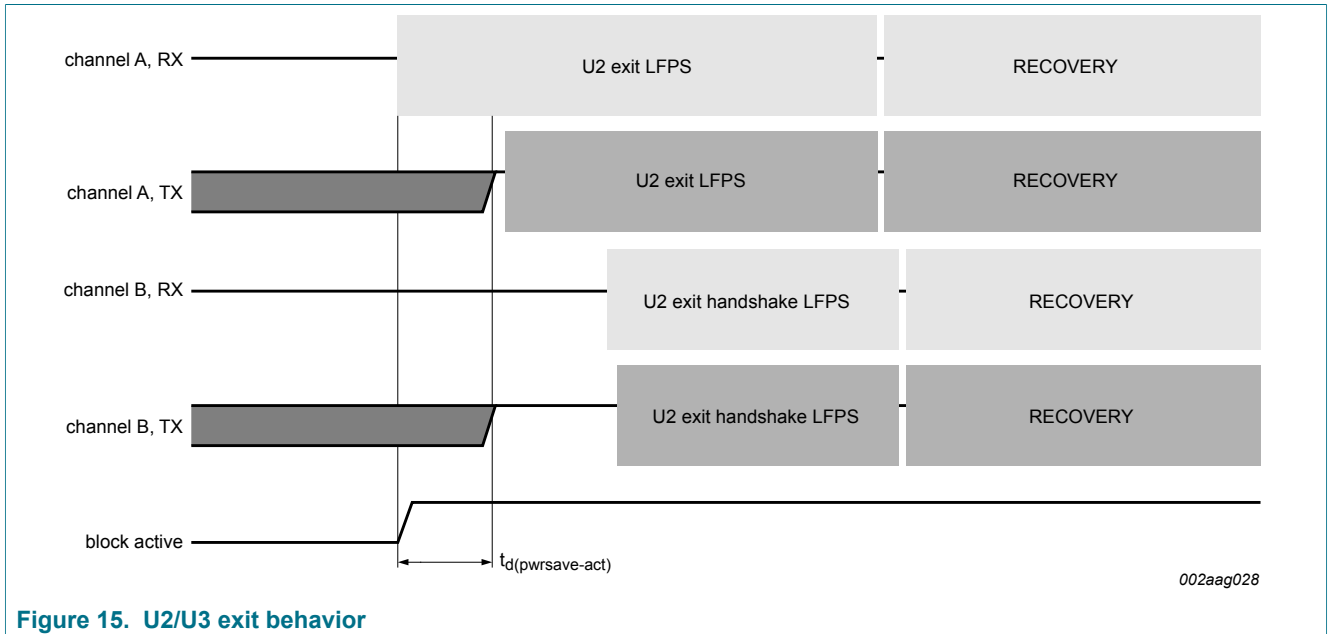 channel A, RX
U2 exit LFPS
RECOVERY
channel A, TX
U2 exit LFPS
RECOVERY
channel B, RX
U2 exit handshake LFPS
RECOVERY
channel B, TX
U2 exit handshake LFPS
RECOVERY
block active
td(pwrsave-act)
002aag028
Figure 15. U2/U3 exit behavior